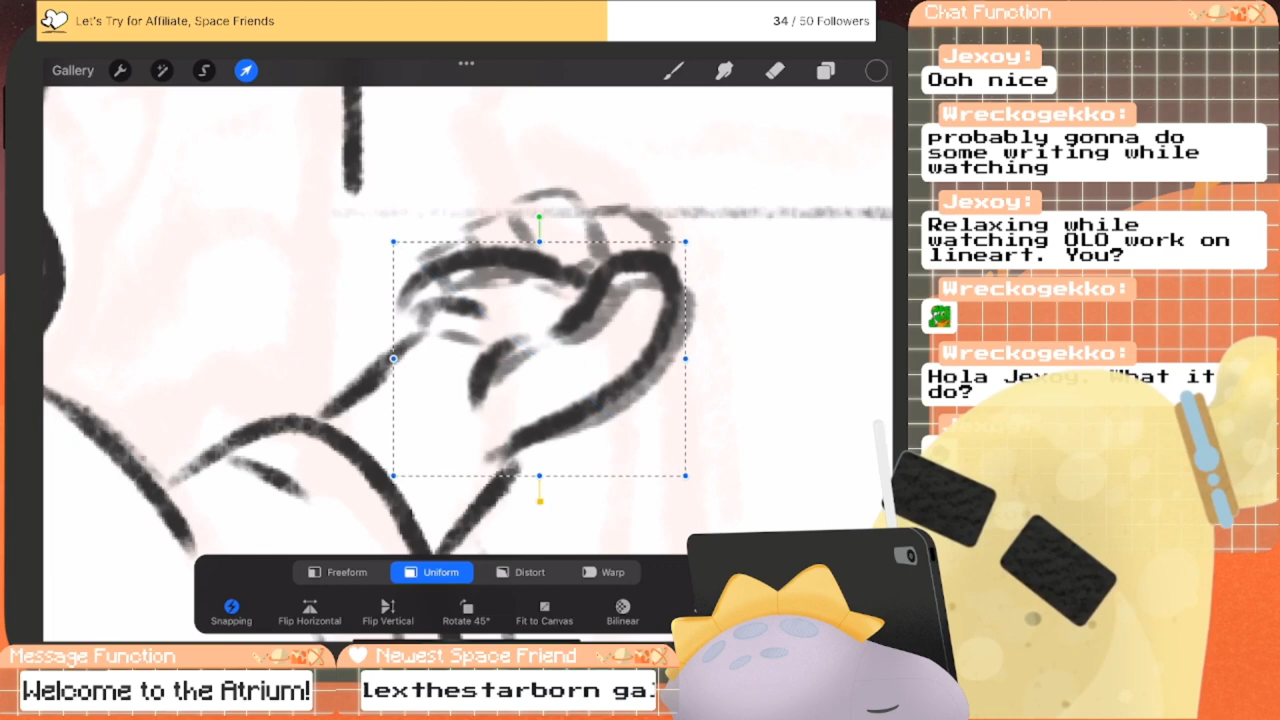 Let's Try for Affiliate, Space Friends
34 / 50 Followers
Gallery
Freeform
Uniform
Distort
Warp
Snapping
Flip Horizontal
Flip Vertical
Rotate 45°
Fit to Canvas
Bilinear
Chat Function
Jexoy:
Ooh nice
Wreckogekko:
probably gonna do
some writing while
watching
Jexoy:
Relaxing while
watching OLO work on
lineart. You?
Wreckogekko:
Wreckogekko:
Hola Jexoy. What it
do?
Message Function
Welcome to the Atrium!
Newest Space Friend
lexthestarborn ga